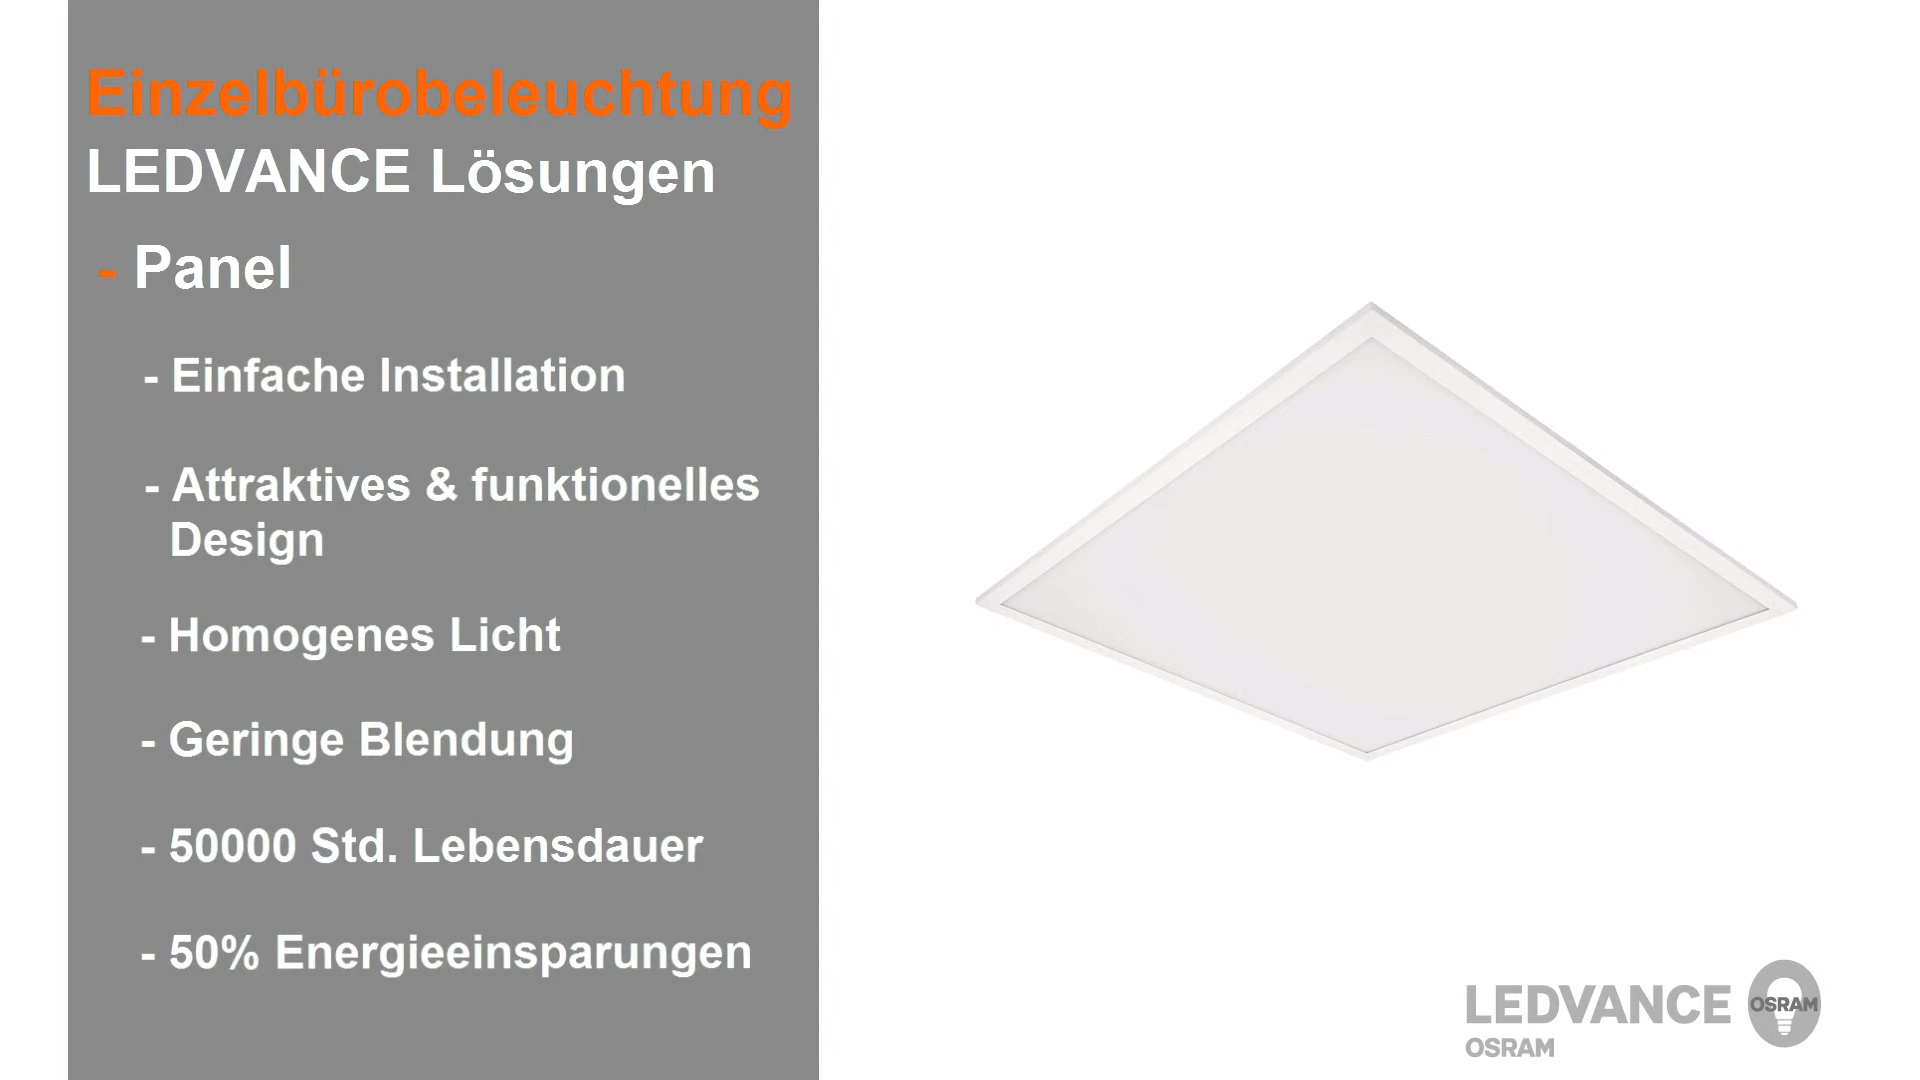 Einzelbürobeleuchtung
LEDVANCE Lösungen
- Panel
- Einfache Installation
- Attraktives & funktionelles
Design
- Homogenes Licht
- Geringe Blendung
- 50000 Std. Lebensdauer
- 50% Energieeinsparungen
LEDVANCE
OSRAM
OSRAM